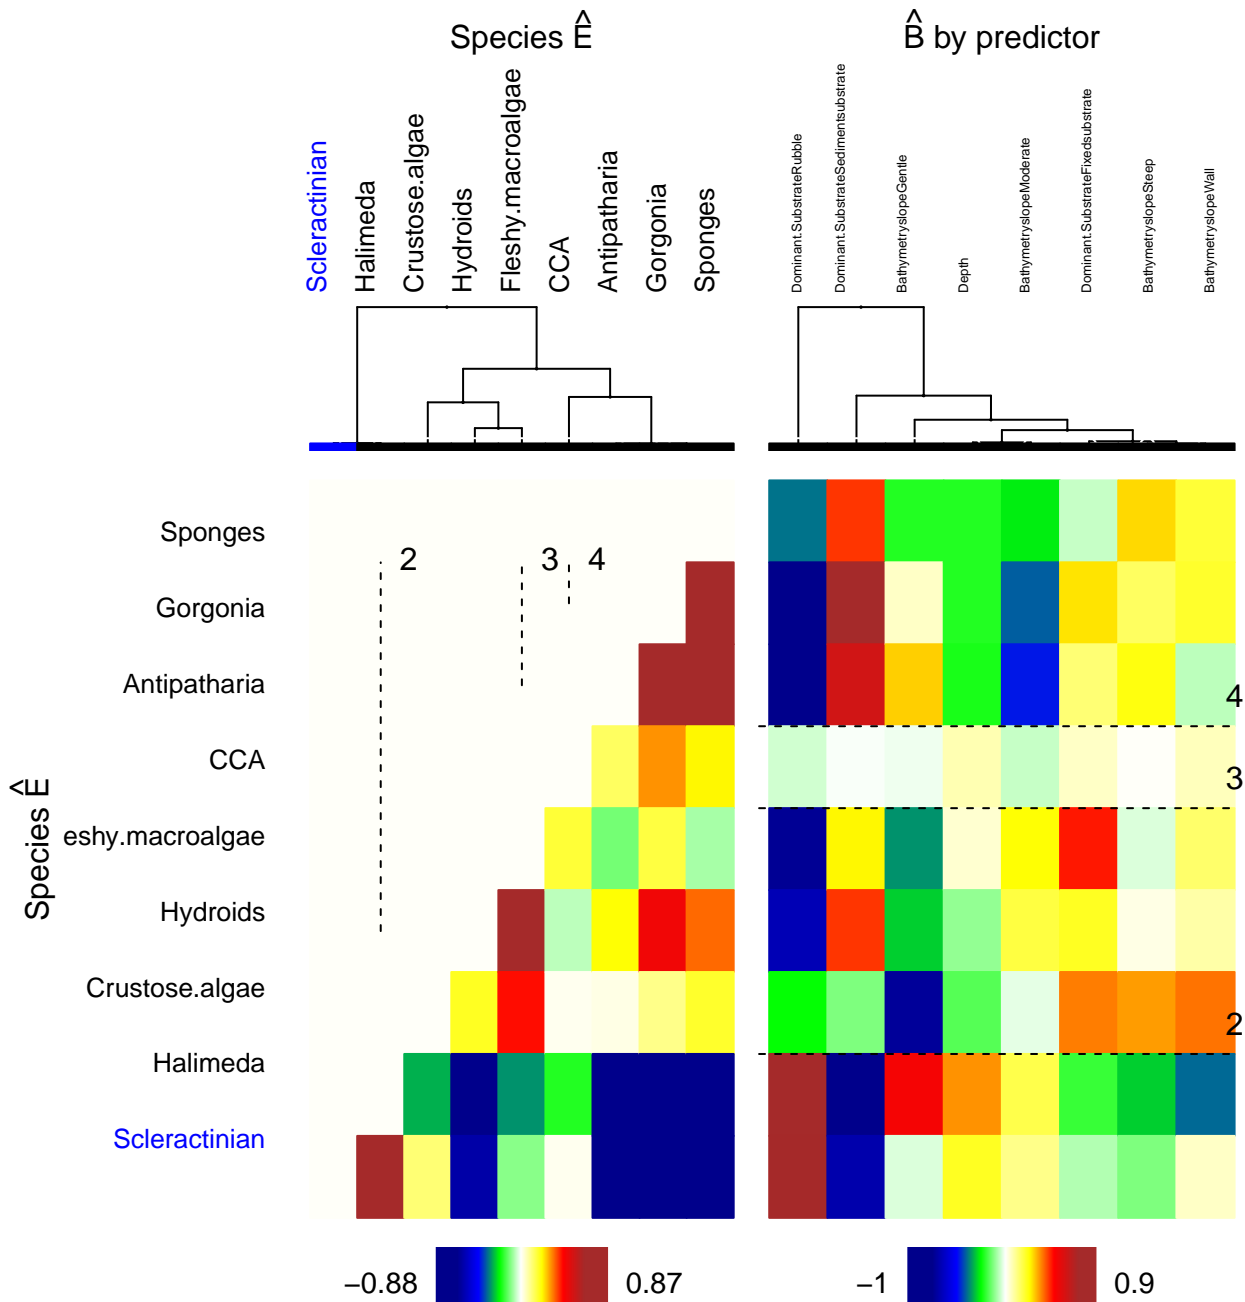 Species Ê
B̂ by predictor
Scleractinian
Halimeda
Crustose.algae
Hydroids
Fleshy.macroalgae
CCA
Antipatharia
Gorgonia
Sponges
Dominant.SubstrateRubble
Dominant.SubstrateSedimentsubstrate
BathymetryslopeGentle
Depth
BathymetryslopeModerate
Dominant.SubstrateFixedsubstrate
BathymetryslopeSteep
BathymetryslopeWall
Species Ê
Sponges
Gorgonia
Antipatharia
CCA
eshy.macroalgae
Hydroids
Crustose.algae
Halimeda
Scleractinian
2
3
4
4
3
2
−0.88
0.87
−1
0.9